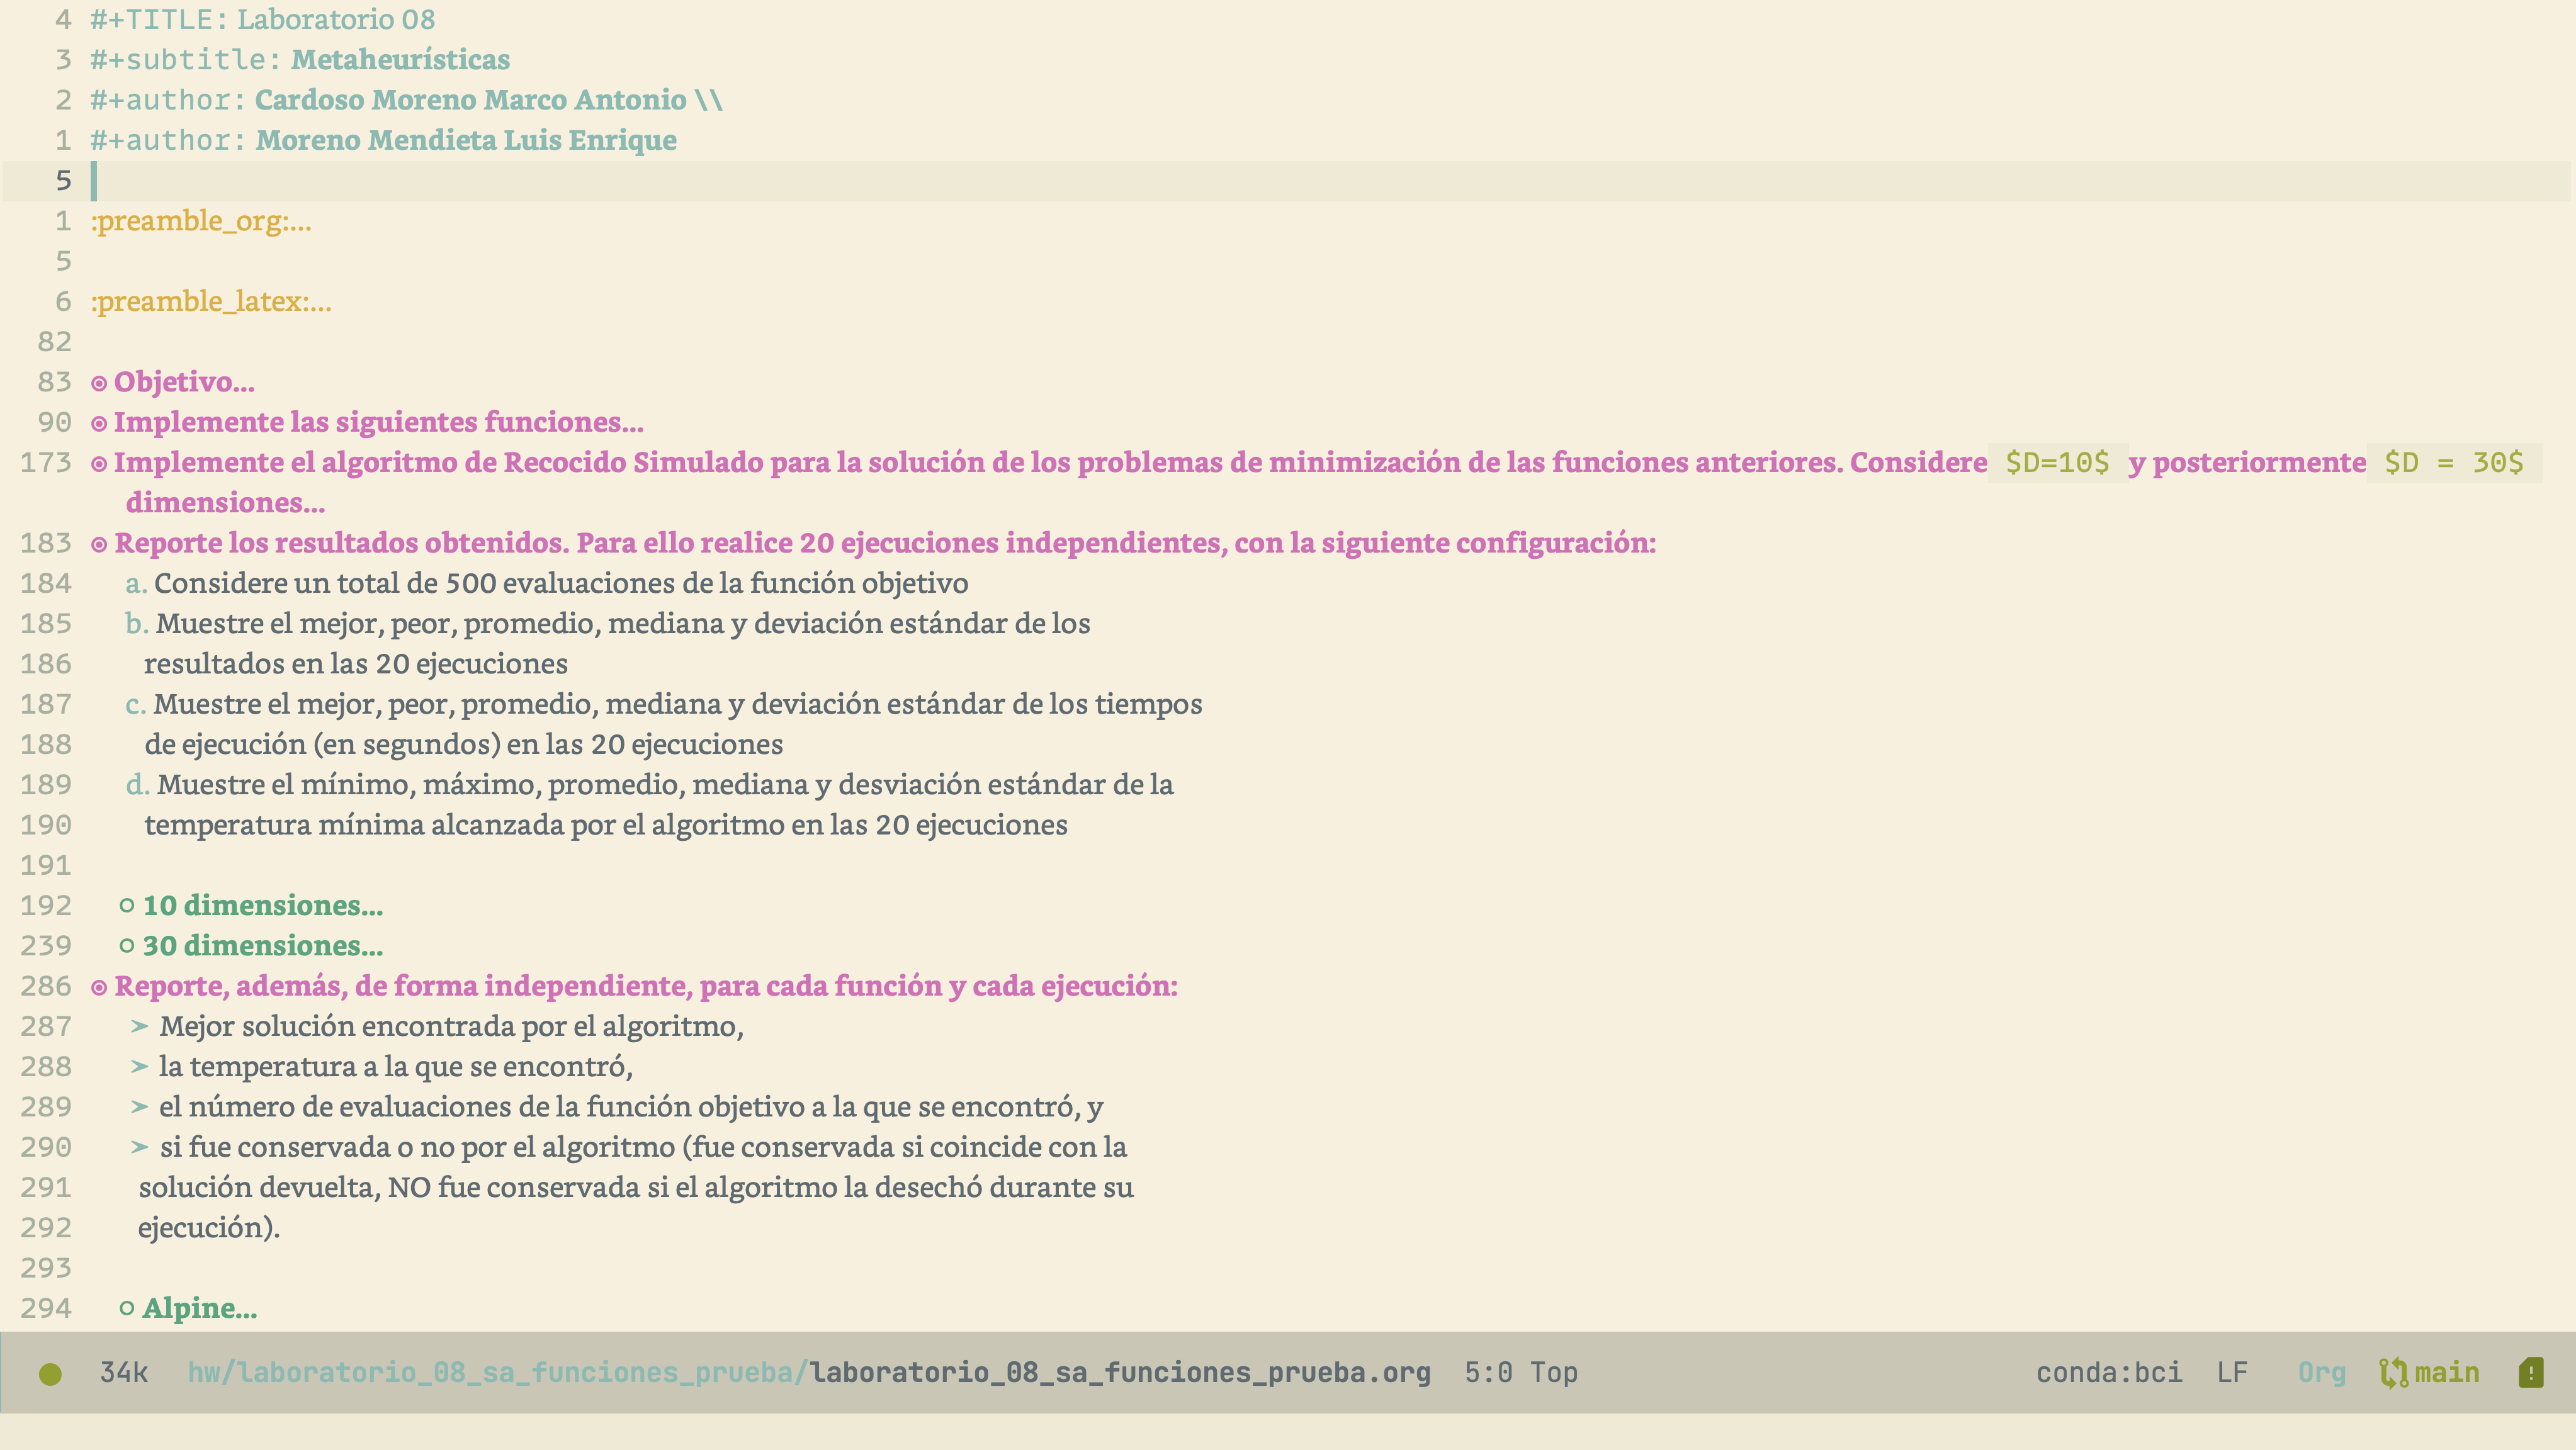 4 #+TITLE: Laboratorio 08
3 #+subtitle: Metaheurísticas
2 #+author: Cardoso Moreno Marco Antonio \\
1 #+author: Moreno Mendieta Luis Enrique
5
1 :preamble_org:...
5
6 :preamble_latex:...
82
83 Objetivo...
90 Implemente las siguientes funciones...
173 Implemente el algoritmo de Recocido Simulado para la solución de los problemas de minimización de las funciones anteriores. Considere $D=10$ y posteriormente $D = 30$
dimensiones...
183 Reporte los resultados obtenidos. Para ello realice 20 ejecuciones independientes, con la siguiente configuración:
184 a. Considere un total de 500 evaluaciones de la función objetivo
185 b. Muestre el mejor, peor, promedio, mediana y deviación estándar de los
186 resultados en las 20 ejecuciones
187 c. Muestre el mejor, peor, promedio, mediana y deviación estándar de los tiempos
188 de ejecución (en segundos) en las 20 ejecuciones
189 d. Muestre el mínimo, máximo, promedio, mediana y desviación estándar de la
190 temperatura mínima alcanzada por el algoritmo en las 20 ejecuciones
191
192 10 dimensiones...
239 30 dimensiones...
286 Reporte, además, de forma independiente, para cada función y cada ejecución:
287 ➤ Mejor solución encontrada por el algoritmo,
288 ➤ la temperatura a la que se encontró,
289 ➤ el número de evaluaciones de la función objetivo a la que se encontró, y
290 ➤ si fue conservada o no por el algoritmo (fue conservada si coincide con la
291 solución devuelta, NO fue conservada si el algoritmo la desechó durante su
292 ejecución).
293
294 Alpine...
34k hw/laboratorio_08_sa_funciones_prueba/laboratorio_08_sa_funciones_prueba.org 5:0 Top conda:bci LF Org main